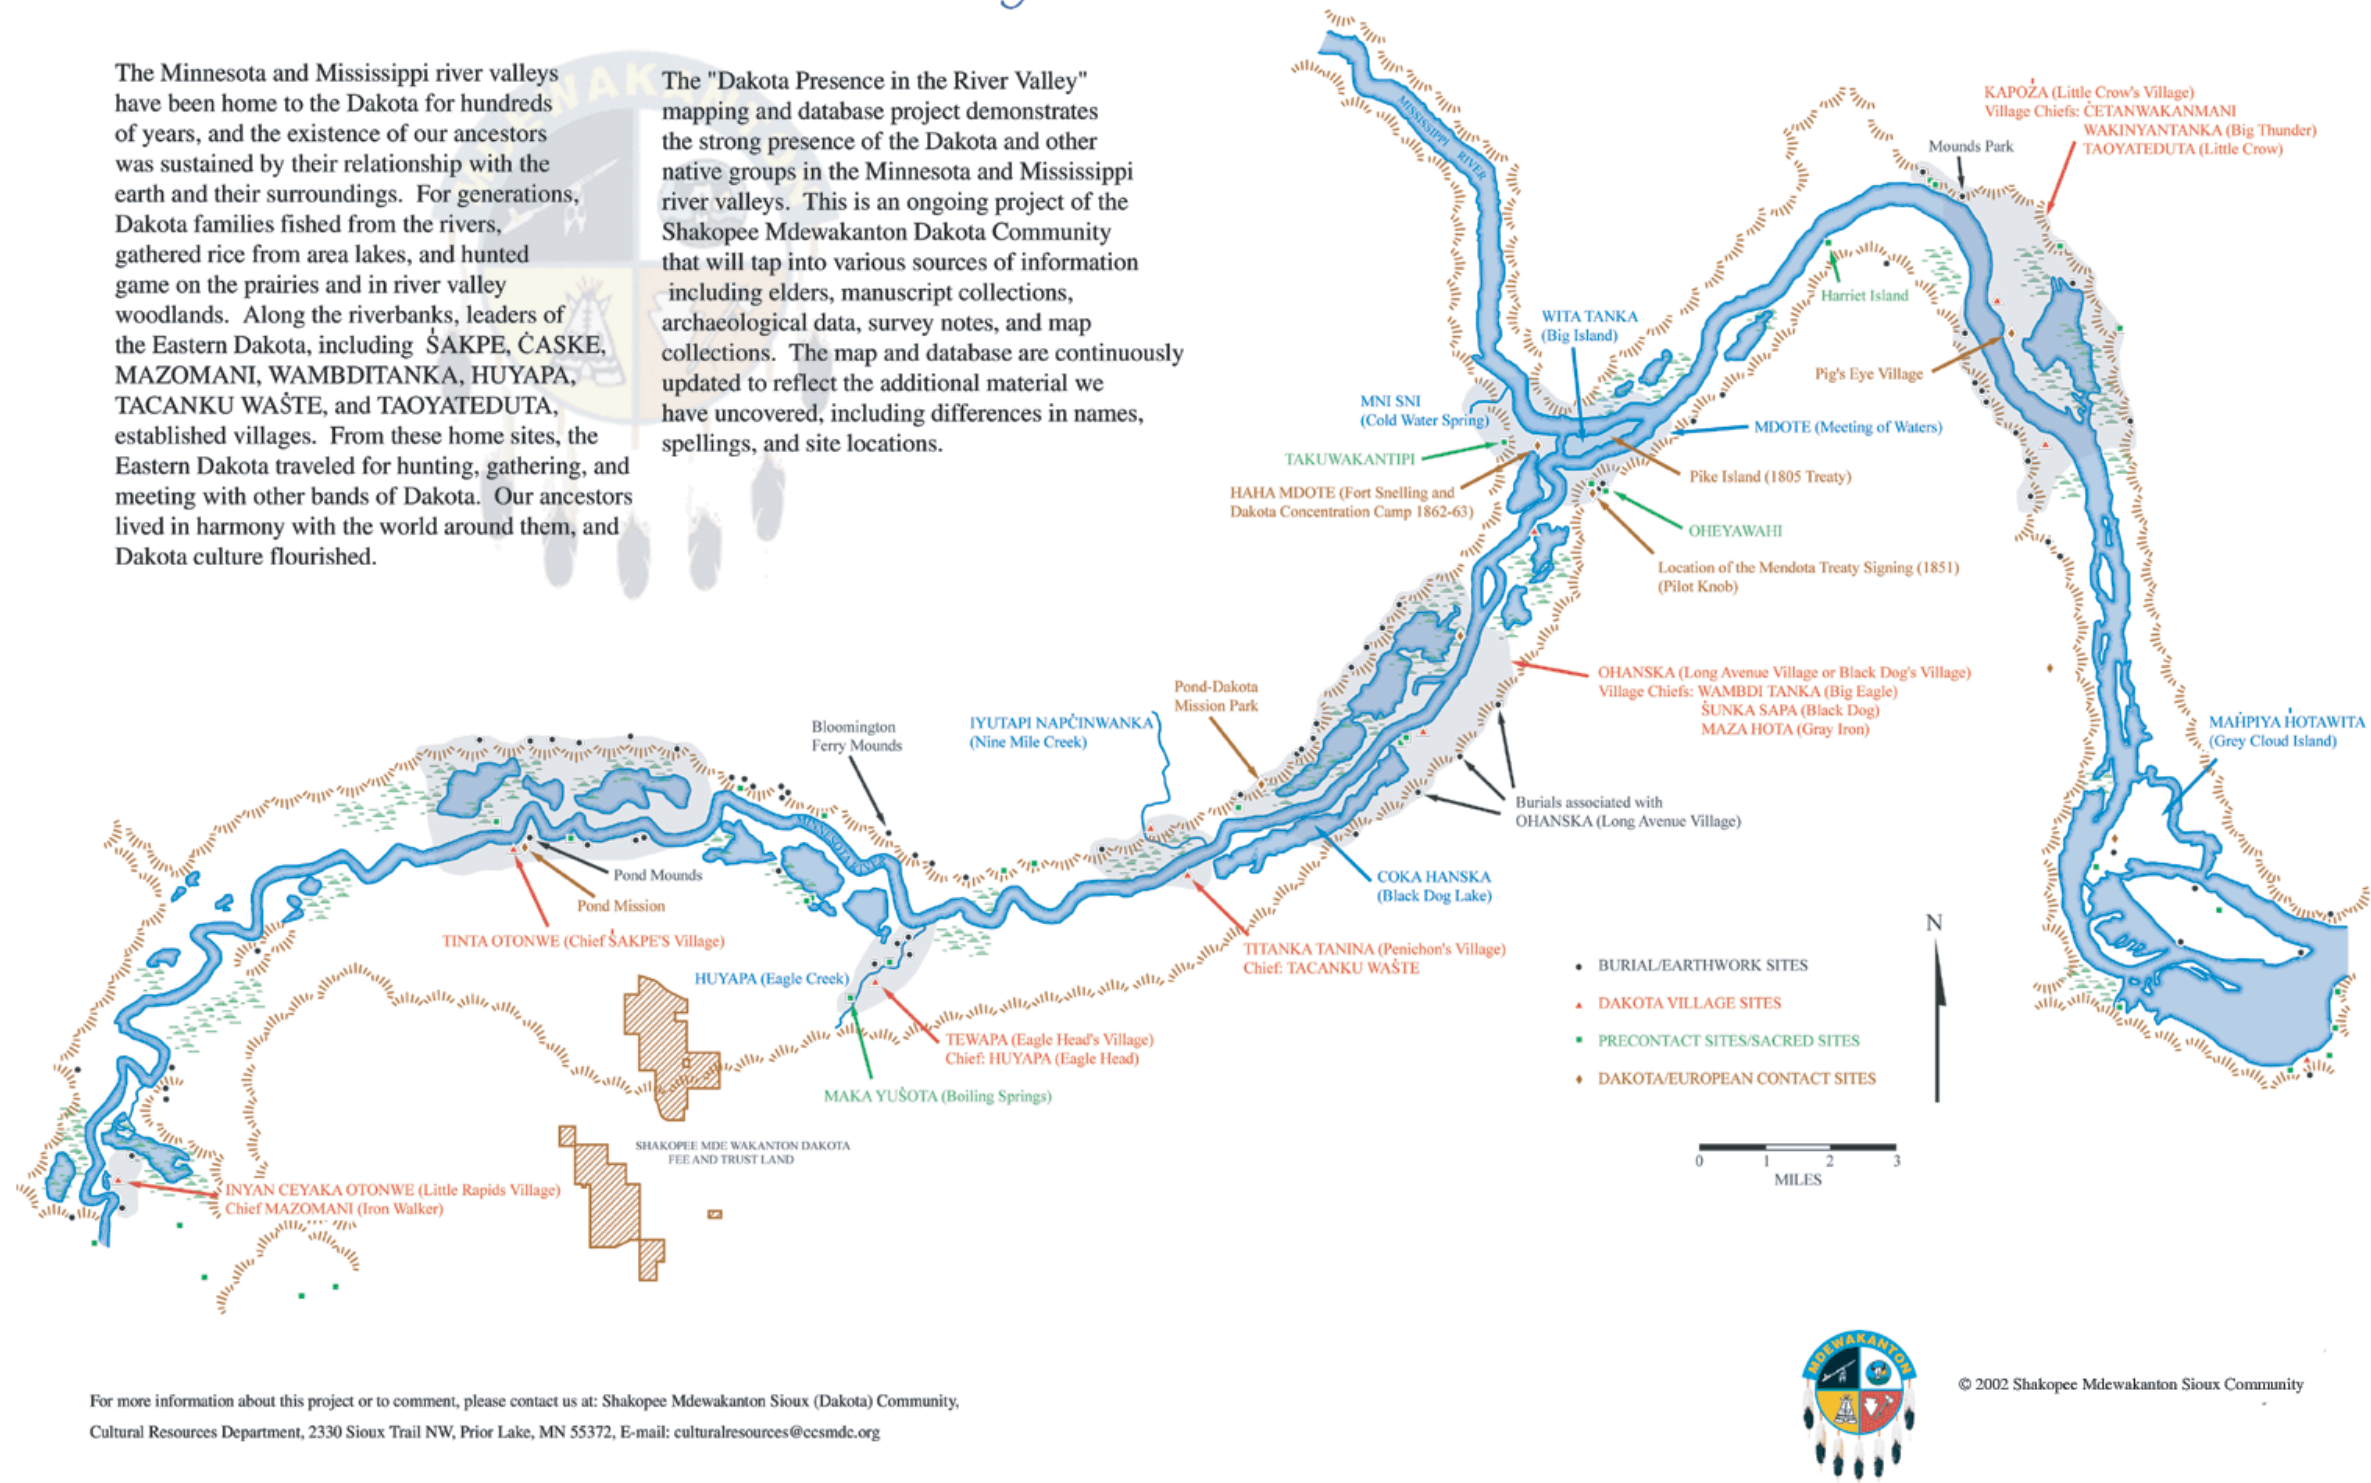 The Minnesota and Mississippi river valleys
have been home to the Dakota for hundreds
of years, and the existence of our ancestors
was sustained by their relationship with the
earth and their surroundings.  For generations,
Dakota families fished from the rivers,
gathered rice from area lakes, and hunted
game on the prairies and in river valley
woodlands.  Along the riverbanks, leaders of
the Eastern Dakota, including  ṠAKPE, ĊASKE,
MAZOMANI, WAMBDITANKA, HUYAPA,
TACANKU WAṠTE, and TAOYATEDUTA,
established villages.  From these home sites, the
Eastern Dakota traveled for hunting, gathering, and
meeting with other bands of Dakota.  Our ancestors
lived in harmony with the world around them, and
Dakota culture flourished.
The "Dakota Presence in the River Valley"
mapping and database project demonstrates
the strong presence of the Dakota and other
native groups in the Minnesota and Mississippi
river valleys.  This is an ongoing project of the
Shakopee Mdewakanton Dakota Community
that will tap into various sources of information
including elders, manuscript collections,
archaeological data, survey notes, and map
collections.  The map and database are continuously
updated to reflect the additional material we
have uncovered, including differences in names,
spellings, and site locations.
MISSISSIPPI RIVER
KAPOŻA (Little Crow's Village)
Village Chiefs: ĊETANWAKANMANI
WAKINYANTANKA (Big Thunder)
TAOYATEDUTA (Little Crow)
Mounds Park
Harriet Island
WITA TANKA
(Big Island)
Pig's Eye Village
MNI SNI
(Cold Water Spring)
MDOTE (Meeting of Waters)
TAKUWAKANTIPI
Pike Island (1805 Treaty)
HAHA MDOTE (Fort Snelling and
Dakota Concentration Camp 1862-63)
OHEYAWAHI
Location of the Mendota Treaty Signing (1851)
(Pilot Knob)
OHANSKA (Long Avenue Village or Black Dog's Village)
Village Chiefs: WAMBDI TANKA (Big Eagle)
ṠUNKA SAPA (Black Dog)
MAZA HOTA (Gray Iron)
Pond-Dakota
Mission Park
IYUTAPI NAPĊINWANKA
(Nine Mile Creek)
Bloomington
Ferry Mounds
MAḢPIYA ḢOTAWITA
(Grey Cloud Island)
Burials associated with
OHANSKA (Long Avenue Village)
MINNESOTA RIVER
Pond Mounds
Pond Mission
COKA HANSKA
(Black Dog Lake)
TINTA OTONWE (Chief ṠAKPE'S Village)
TITANKA TANINA (Penichon's Village)
Chief: TACANKU WAṠTE
HUYAPA (Eagle Creek)
TEWAPA (Eagle Head's Village)
Chief: HUYAPA (Eagle Head)
MAKA YUṠOTA (Boiling Springs)
SHAKOPEE MDE WAKANTON DAKOTA
FEE AND TRUST LAND
INYAN CEYAKA OTONWE (Little Rapids Village)
Chief MAZOMANI (Iron Walker)
N
BURIAL/EARTHWORK SITES
DAKOTA VILLAGE SITES
PRECONTACT SITES/SACRED SITES
DAKOTA/EUROPEAN CONTACT SITES
0 1 2 3
MILES
MDEWAKANTON
© 2002 Shakopee Mdewakanton Sioux Community
For more information about this project or to comment, please contact us at: Shakopee Mdewakanton Sioux (Dakota) Community,
Cultural Resources Department, 2330 Sioux Trail NW, Prior Lake, MN 55372, E-mail: culturalresources@ccsmdc.org